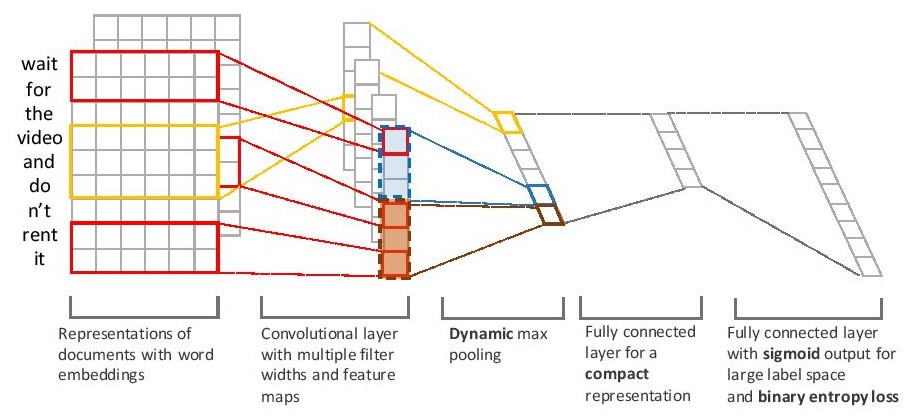 wait
for
the
video
and
do
n't
rent
it
Representations of
documents with word
embeddings
Convolutional layer
with multiple filter
widths and feature
maps
Dynamic max
pooling
Fully connected
layer for a
compact
representation
Fully connected layer
with sigmoid output for
large label space
and binary entropy loss